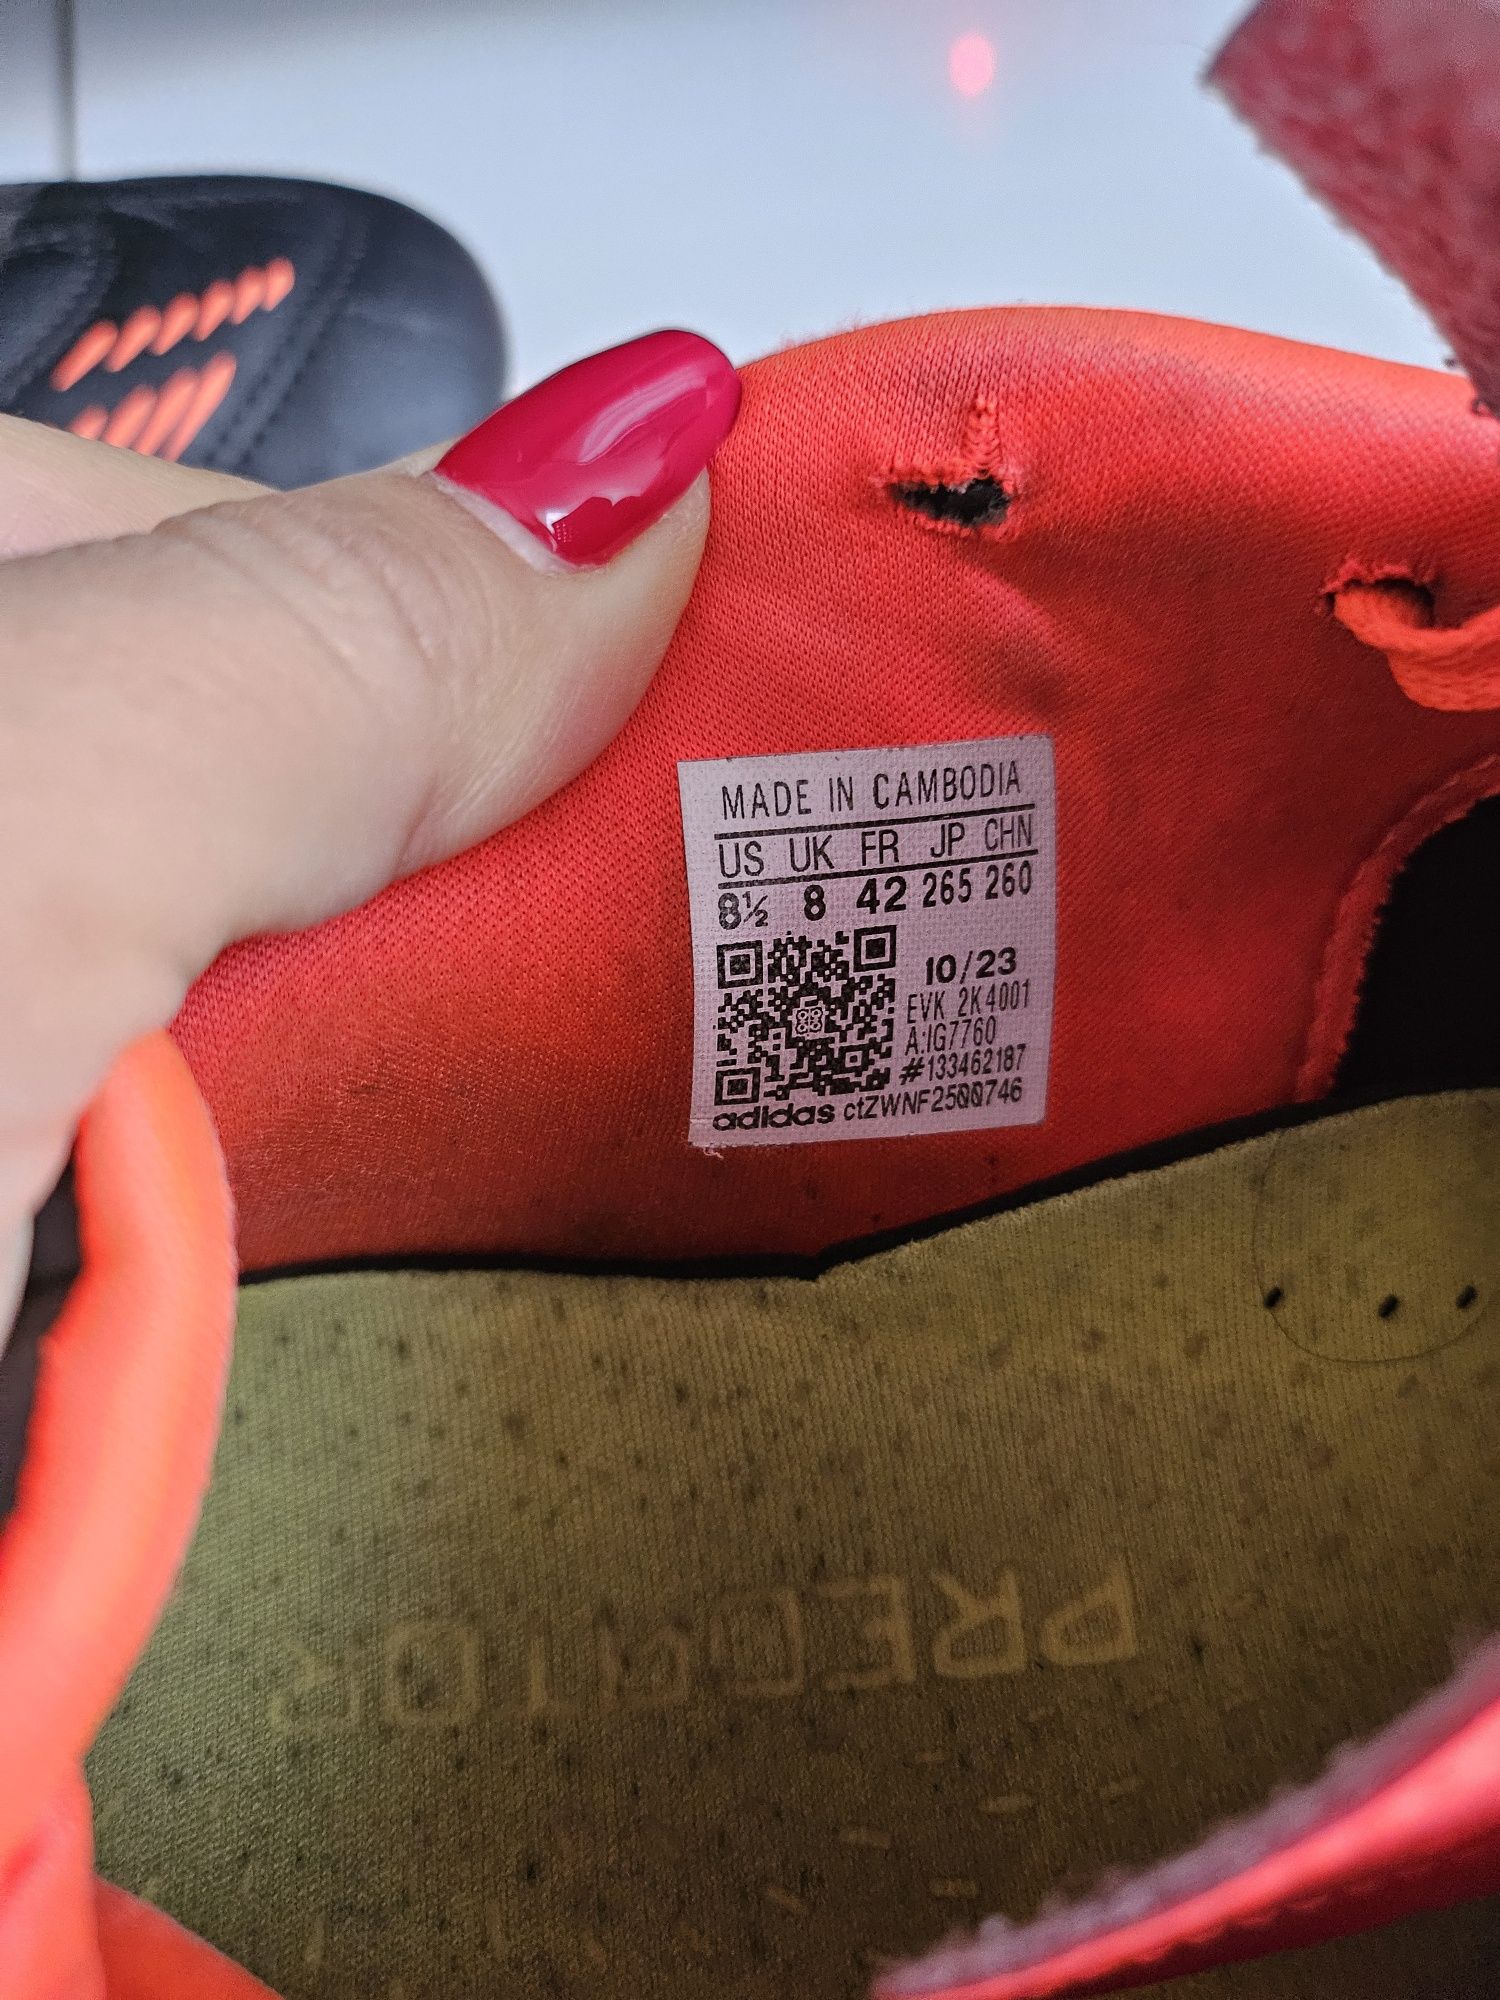 MADE IN CAMBODIA
US UK FR JP CHN
8½ 8 42 265 260
10/23
EVK 2K4001
A:IG7760
#133462187
adidas ctZWNF2500746
PREDATOR